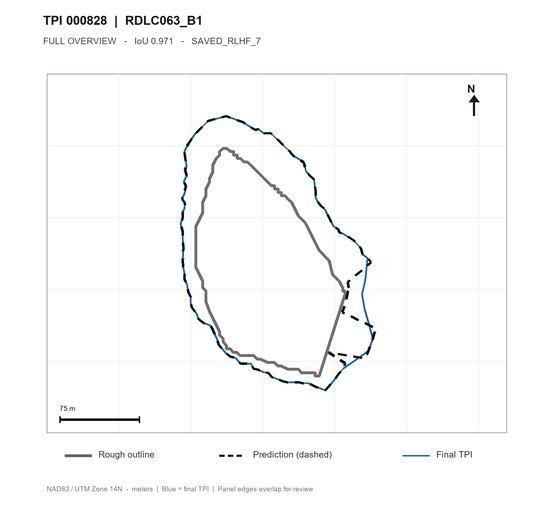 TPI 000828 | RDLC063_B1
FULL OVERVIEW - IoU 0.971 - SAVED_RLHF_7
N
75 m
Rough outline Prediction (dashed) Final TPI
NAD83 / UTM Zone 14N - meters | Blue = final TPI | Panel edges overlap for review